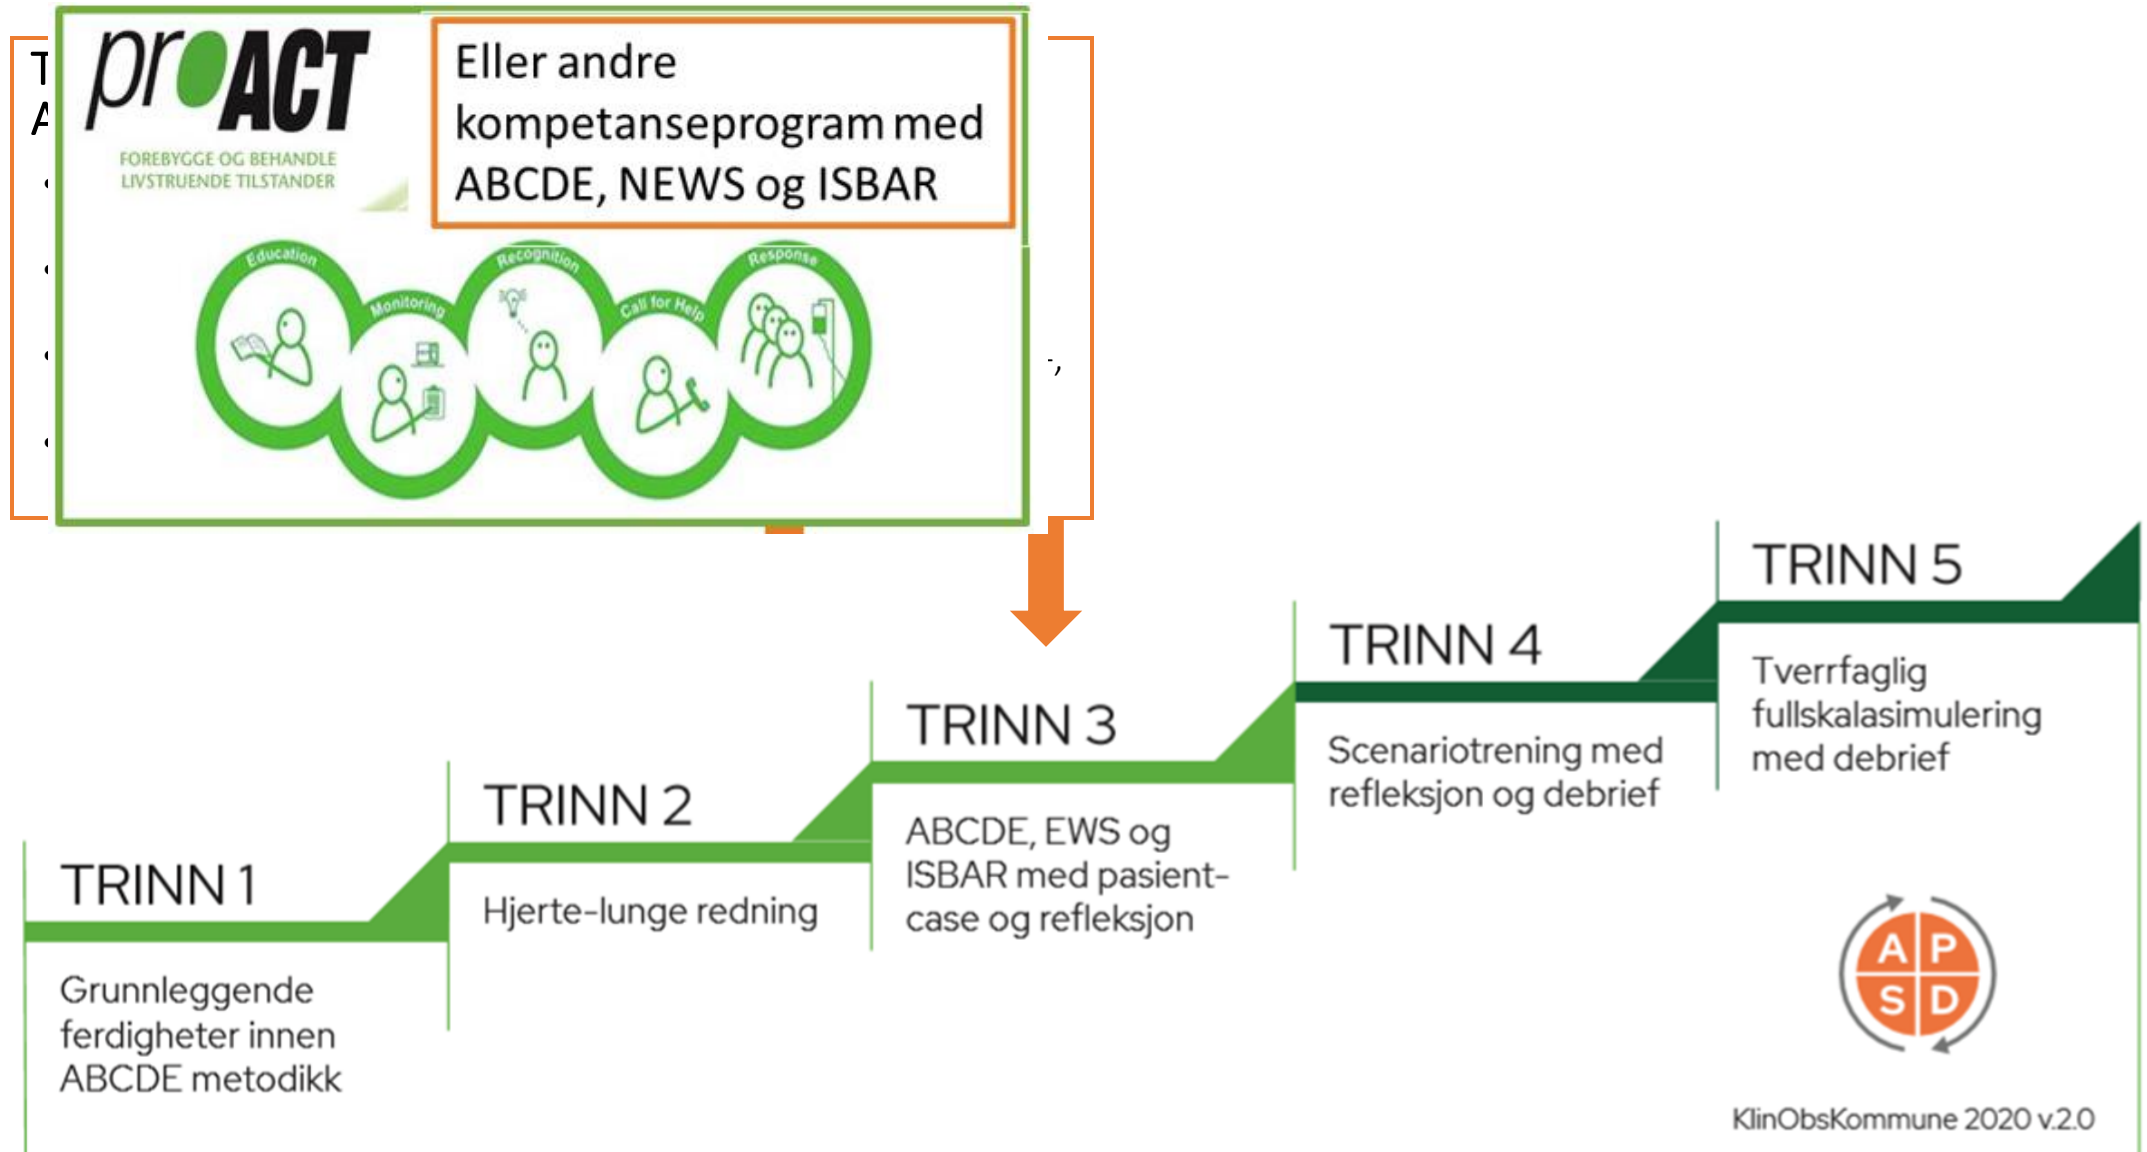 T
A
prOACT
FOREBYGGE OG BEHANDLE
LIVSTRUENDE TILSTANDER
Eller andre
kompetanseprogram med
ABCDE, NEWS og ISBAR
Education
Monitoring
Recognition
Call for Help
Response
-,
TRINN 1
Grunnleggende
ferdigheter innen
ABCDE metodikk
TRINN 2
Hjerte-lunge redning
TRINN 3
ABCDE, EWS og
ISBAR med pasient-
case og refleksjon
TRINN 4
Scenariotrening med
refleksjon og debrief
TRINN 5
Tverrfaglig
fullskalasimulering
med debrief
A P
S D
KlinObsKommune 2020 v.2.0